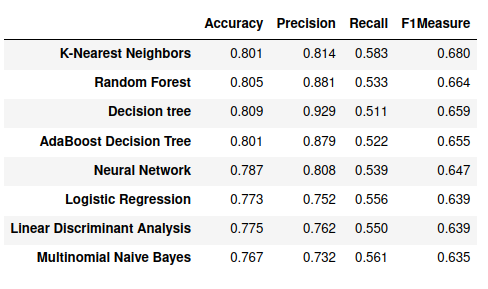 Accuracy Precision Recall F1Measure
K-Nearest Neighbors 0.801 0.814 0.583 0.680
Random Forest 0.805 0.881 0.533 0.664
Decision tree 0.809 0.929 0.511 0.659
AdaBoost Decision Tree 0.801 0.879 0.522 0.655
Neural Network 0.787 0.808 0.539 0.647
Logistic Regression 0.773 0.752 0.556 0.639
Linear Discriminant Analysis 0.775 0.762 0.550 0.639
Multinomial Naive Bayes 0.767 0.732 0.561 0.635